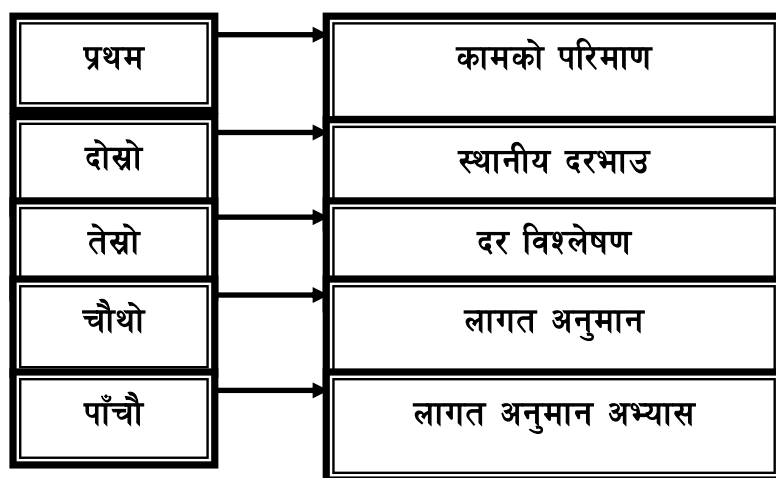 प्रथम
कामको परिमाण
दोस्रो
स्थानीय दरभाउ
तेस्रो
दर विश्लेषण
चौथो
लागत अनुमान
पाँचौ
लागत अनुमान अभ्यास